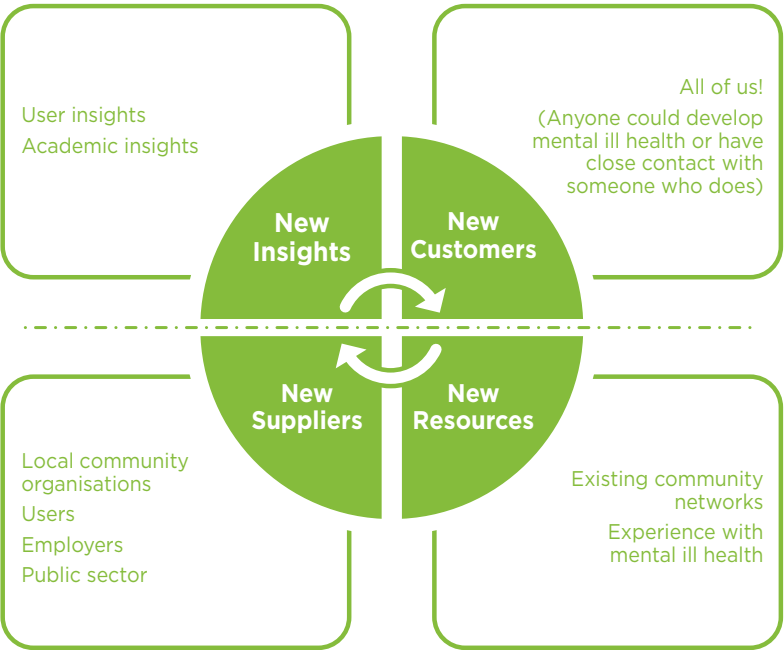 User insights
Academic insights
All of us!
(Anyone could develop
mental ill health or have
close contact with
someone who does)
New
Insights
New
Customers
New
Suppliers
New
Resources
Local community
organisations
Users
Employers
Public sector
Existing community
networks
Experience with
mental ill health